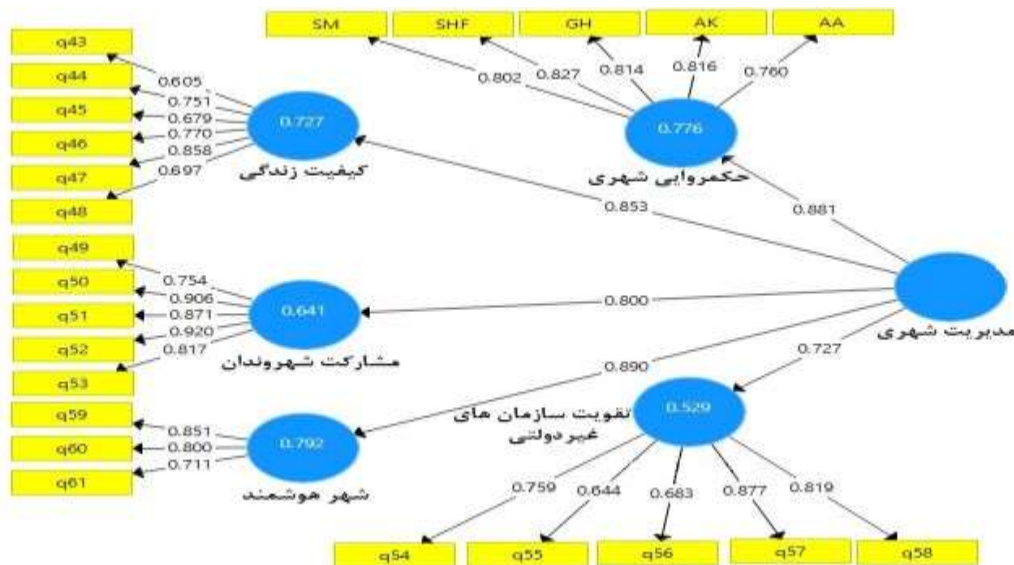 SM SHF GH AK AA
0.802 0.827 0.814 0.816 0.760
0.776
حکمروایی شهری
q43
q44
q45
q46
q47
q48
0.605
0.751
0.679
0.770
0.858
0.697
0.727
کیفیت زندگی
0.853
0.881
q49
q50
q51
q52
q53
0.754
0.906
0.871
0.920
0.817
0.641
مشارکت شهروندان
0.800
مدیریت شهری
0.890
0.727
q59
q60
q61
0.851
0.800
0.711
0.792
شهر هوشمند
0.529
تقویت سازمان های
غیر دولتی
0.759 0.644 0.683 0.877 0.819
q54 q55 q56 q57 q58